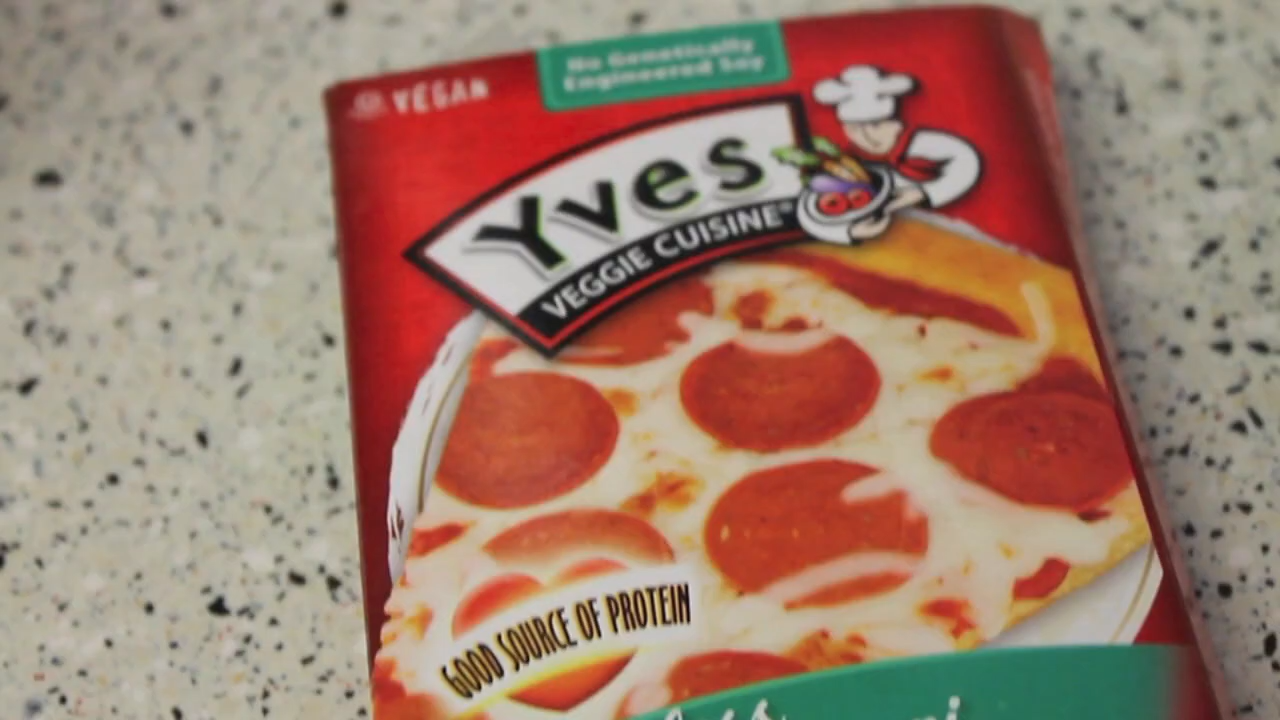 VEGAN
No Genetically
Engineered Soy
Yves
VEGGIE CUISINE®
GOOD SOURCE OF PROTEIN